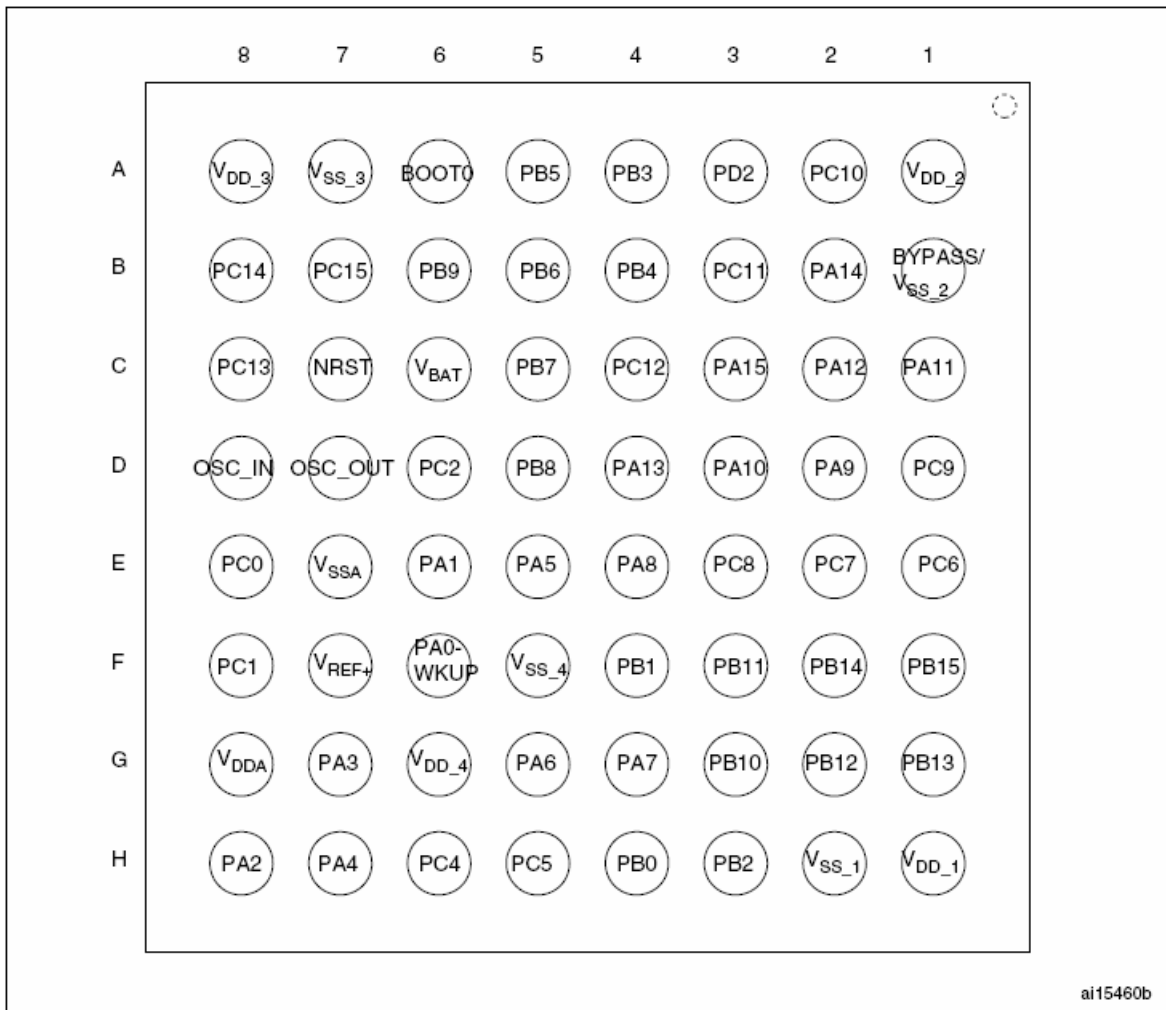 8 7 6 5 4 3 2 1
A V_DD_3 V_SS_3 BOOT0 PB5 PB3 PD2 PC10 V_DD_2
B PC14 PC15 PB9 PB6 PB4 PC11 PA14 BYPASS/
V_SS_2
C PC13 NRST V_BAT PB7 PC12 PA15 PA12 PA11
D OSC_IN OSC_OUT PC2 PB8 PA13 PA10 PA9 PC9
E PC0 V_SSA PA1 PA5 PA8 PC8 PC7 PC6
F PC1 V_REF+ PA0-
WKUP V_SS_4 PB1 PB11 PB14 PB15
G V_DDA PA3 V_DD_4 PA6 PA7 PB10 PB12 PB13
H PA2 PA4 PC4 PC5 PB0 PB2 V_SS_1 V_DD_1
ai15460b